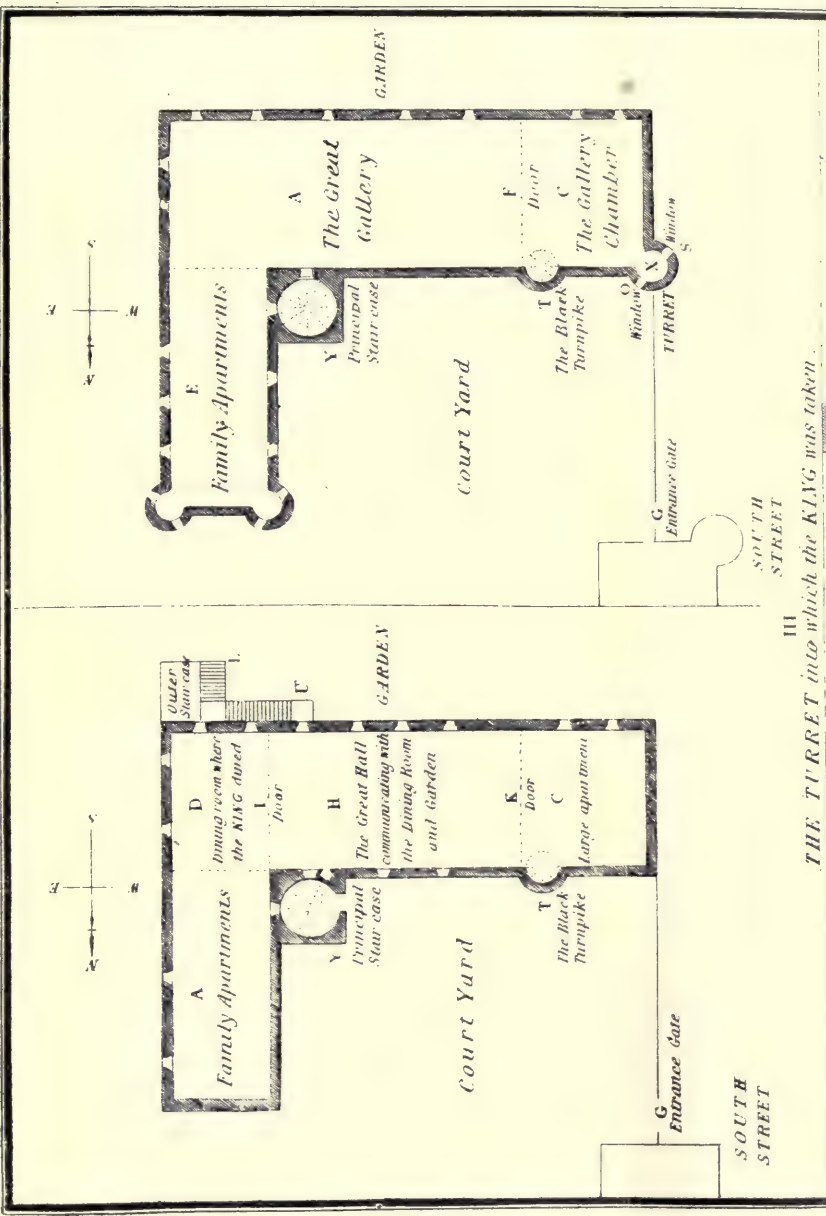 E
N
S
W
Outer
Stair case
L
U
A
Family Apartments
D
Dining room where
the KING dined
I
Door
H
The Great Hall
communicating with
the Dining Room
and Garden
GARDEN
Y
Principal
Stair case
K
Door
C
Large apartment
T
The Black
Turnpike
Court Yard
G
Entrance Gate
SOUTH
STREET
E
N
S
W
E
Family Apartments
A
The Great
Gallery
GARDEN
Y
Principal
Stair case
F
Door
C
The Gallery
Chamber
T
The Black
Turnpike
Court Yard
O
Window
X
Window
S
TURRET
G
Entrance Gate
SOUTH
STREET
III
THE TURRET into which the KING was taken.